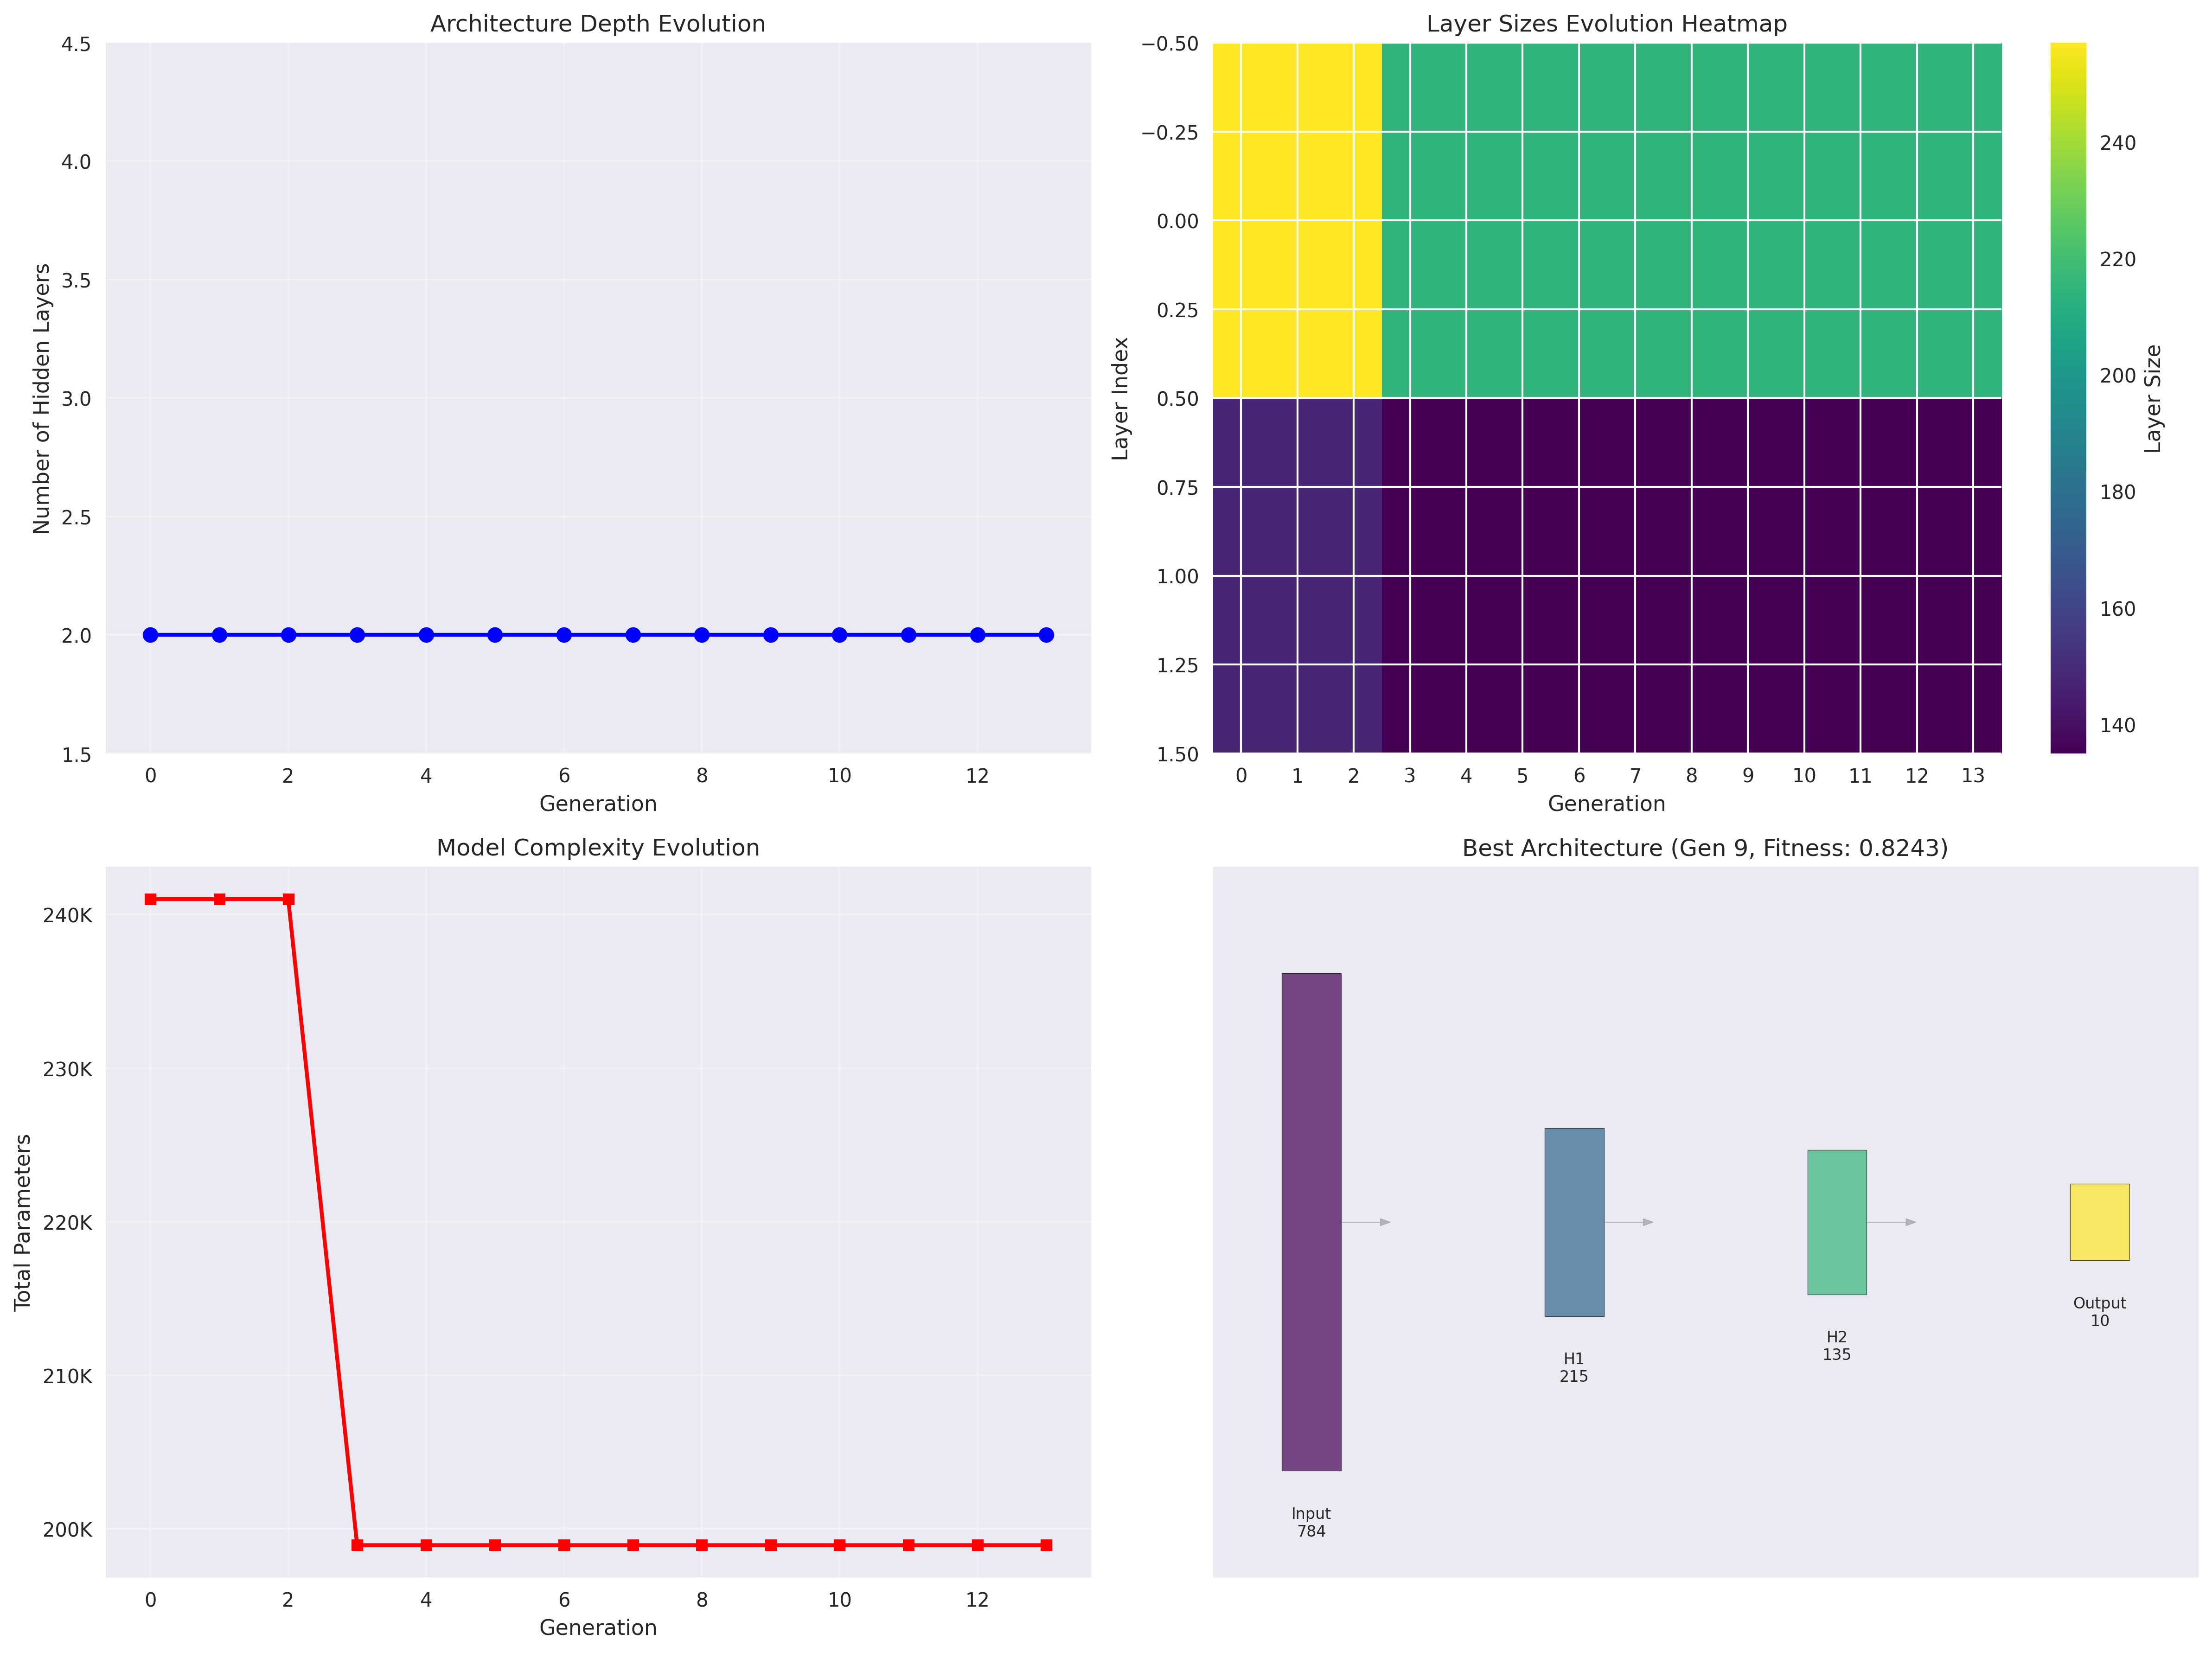 Architecture Depth Evolution
4.5
4.0
3.5
3.0
2.5
2.0
1.5
Number of Hidden Layers
0 2 4 6 8 10 12
Generation
Layer Sizes Evolution Heatmap
−0.50
−0.25
0.00
0.25
0.50
0.75
1.00
1.25
1.50
Layer Index
0 1 2 3 4 5 6 7 8 9 10 11 12 13
Generation
240
220
200
180
160
140
Layer Size
Model Complexity Evolution
240K
230K
220K
210K
200K
Total Parameters
0 2 4 6 8 10 12
Generation
Best Architecture (Gen 9, Fitness: 0.8243)
Input
784
H1
215
H2
135
Output
10